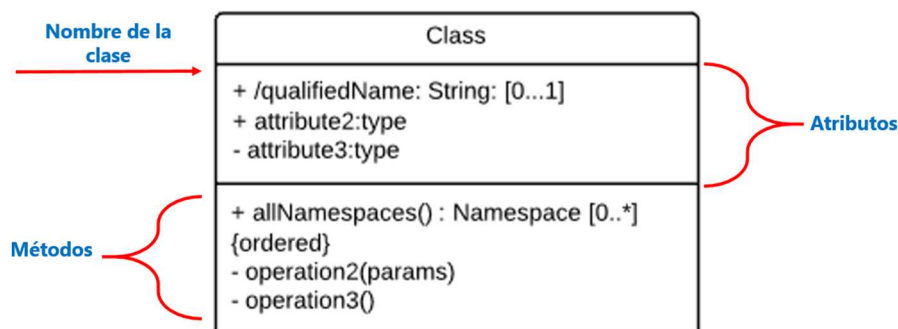 Nombre de la
clase
Class
+ /qualifiedName: String: [0...1]
+ attribute2:type
- attribute3:type
Atributos
Métodos
+ allNamespaces() : Namespace [0..*]
{ordered}
- operation2(params)
- operation3()